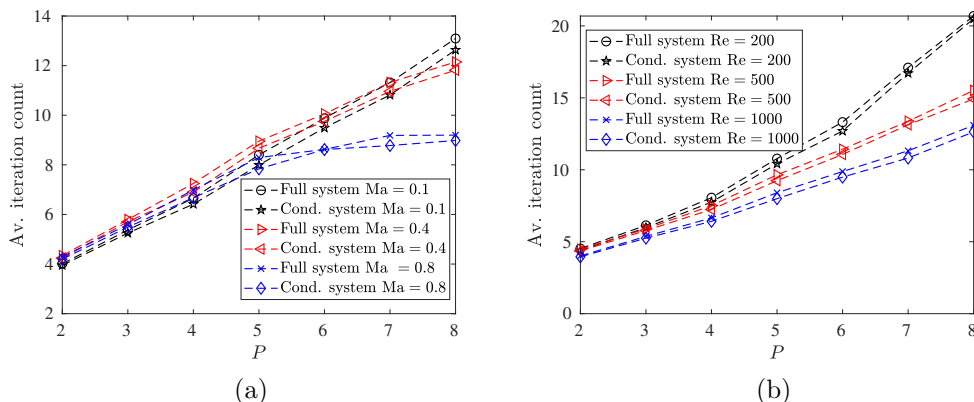 14
12
10
8
6
4
2
2 3 4 5 6 7 8
Av. iteration count
P
Full system Ma = 0.1
Cond. system Ma = 0.1
Full system Ma = 0.4
Cond. system Ma = 0.4
Full system Ma = 0.8
Cond. system Ma = 0.8
(a)
20
15
10
5
0
2 3 4 5 6 7 8
Av. iteration count
P
Full system Re = 200
Cond. system Re = 200
Full system Re = 500
Cond. system Re = 500
Full system Re = 1000
Cond. system Re = 1000
(b)